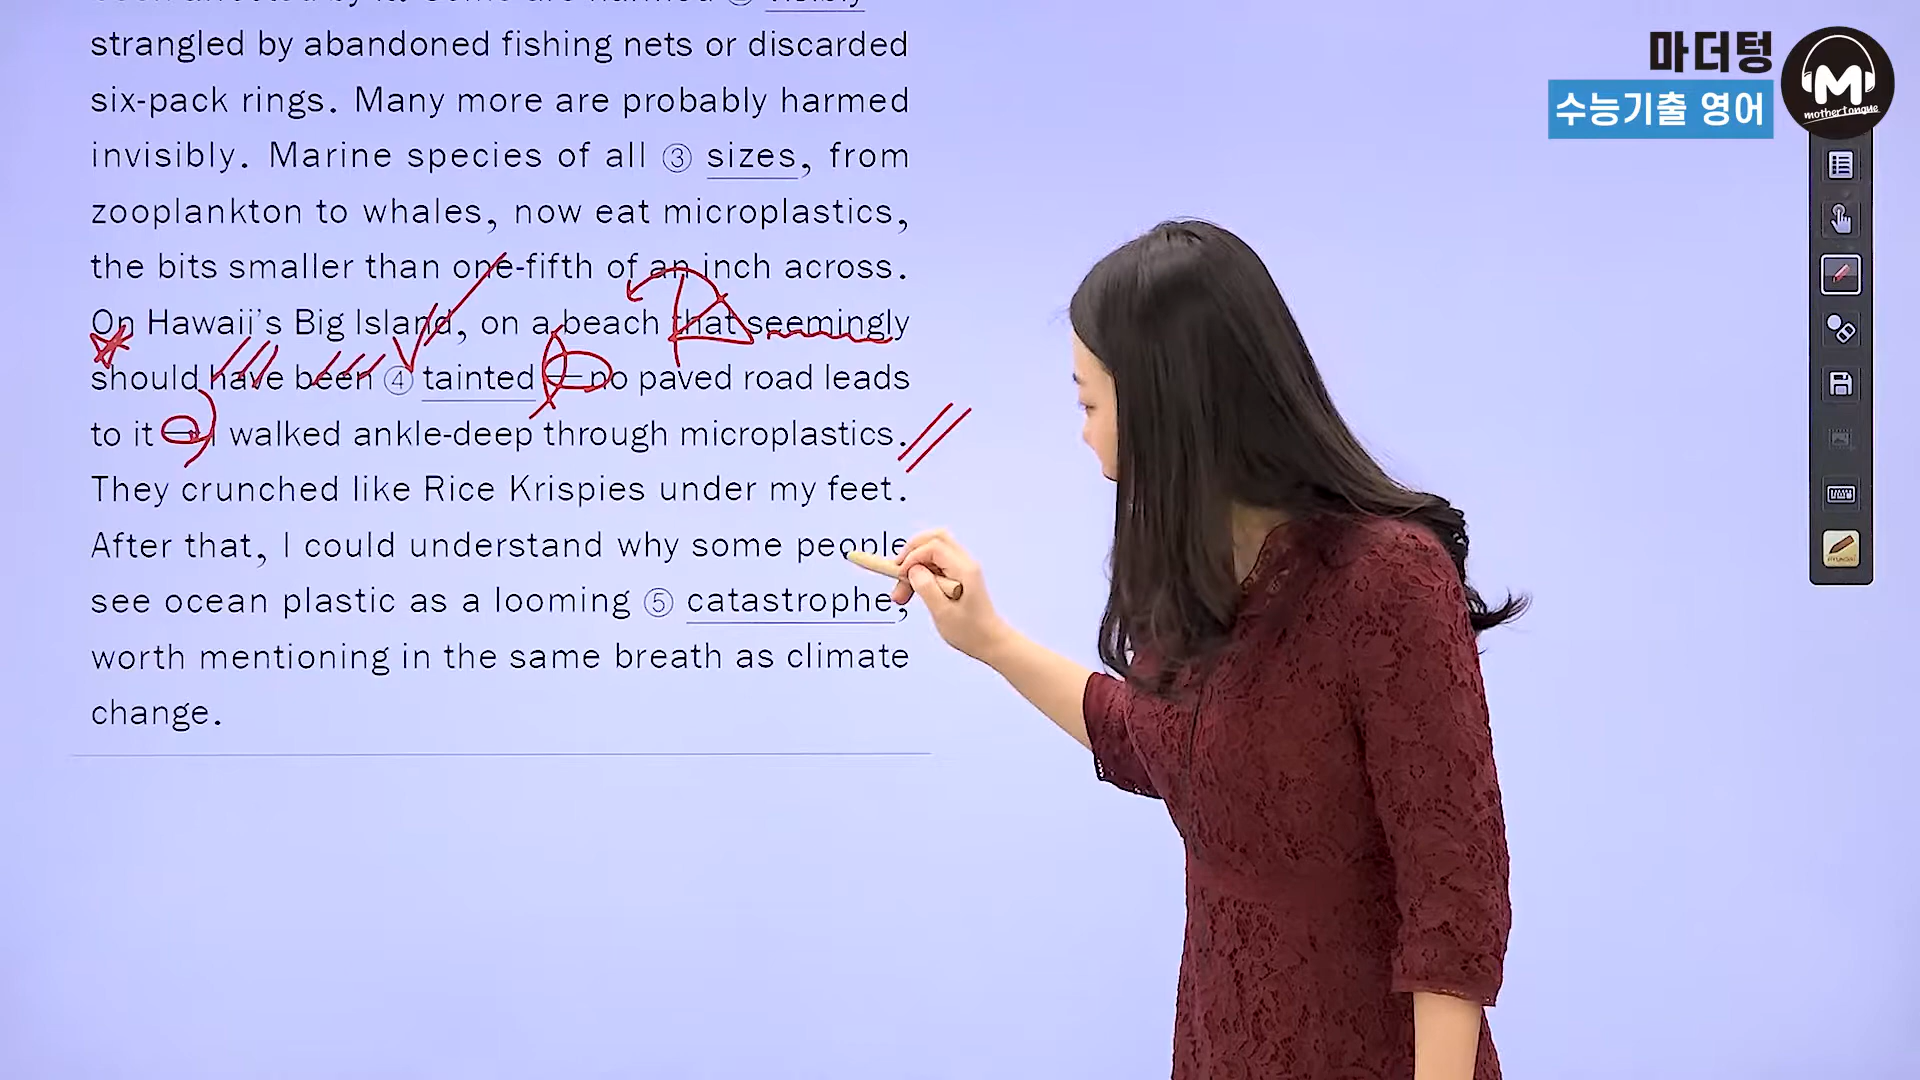 strangled by abandoned fishing nets or discarded
six-pack rings. Many more are probably harmed
invisibly. Marine species of all ③ sizes, from
zooplankton to whales, now eat microplastics,
the bits smaller than one-fifth of an inch across.
On Hawaii's Big Island, on a beach that seemingly
should have been ④ tainted — no paved road leads
to it — I walked ankle-deep through microplastics.
They crunched like Rice Krispies under my feet.
After that, I could understand why some people
see ocean plastic as a looming ⑤ catastrophe,
worth mentioning in the same breath as climate
change.
마더텅
수능기출 영어
M
mothertongue